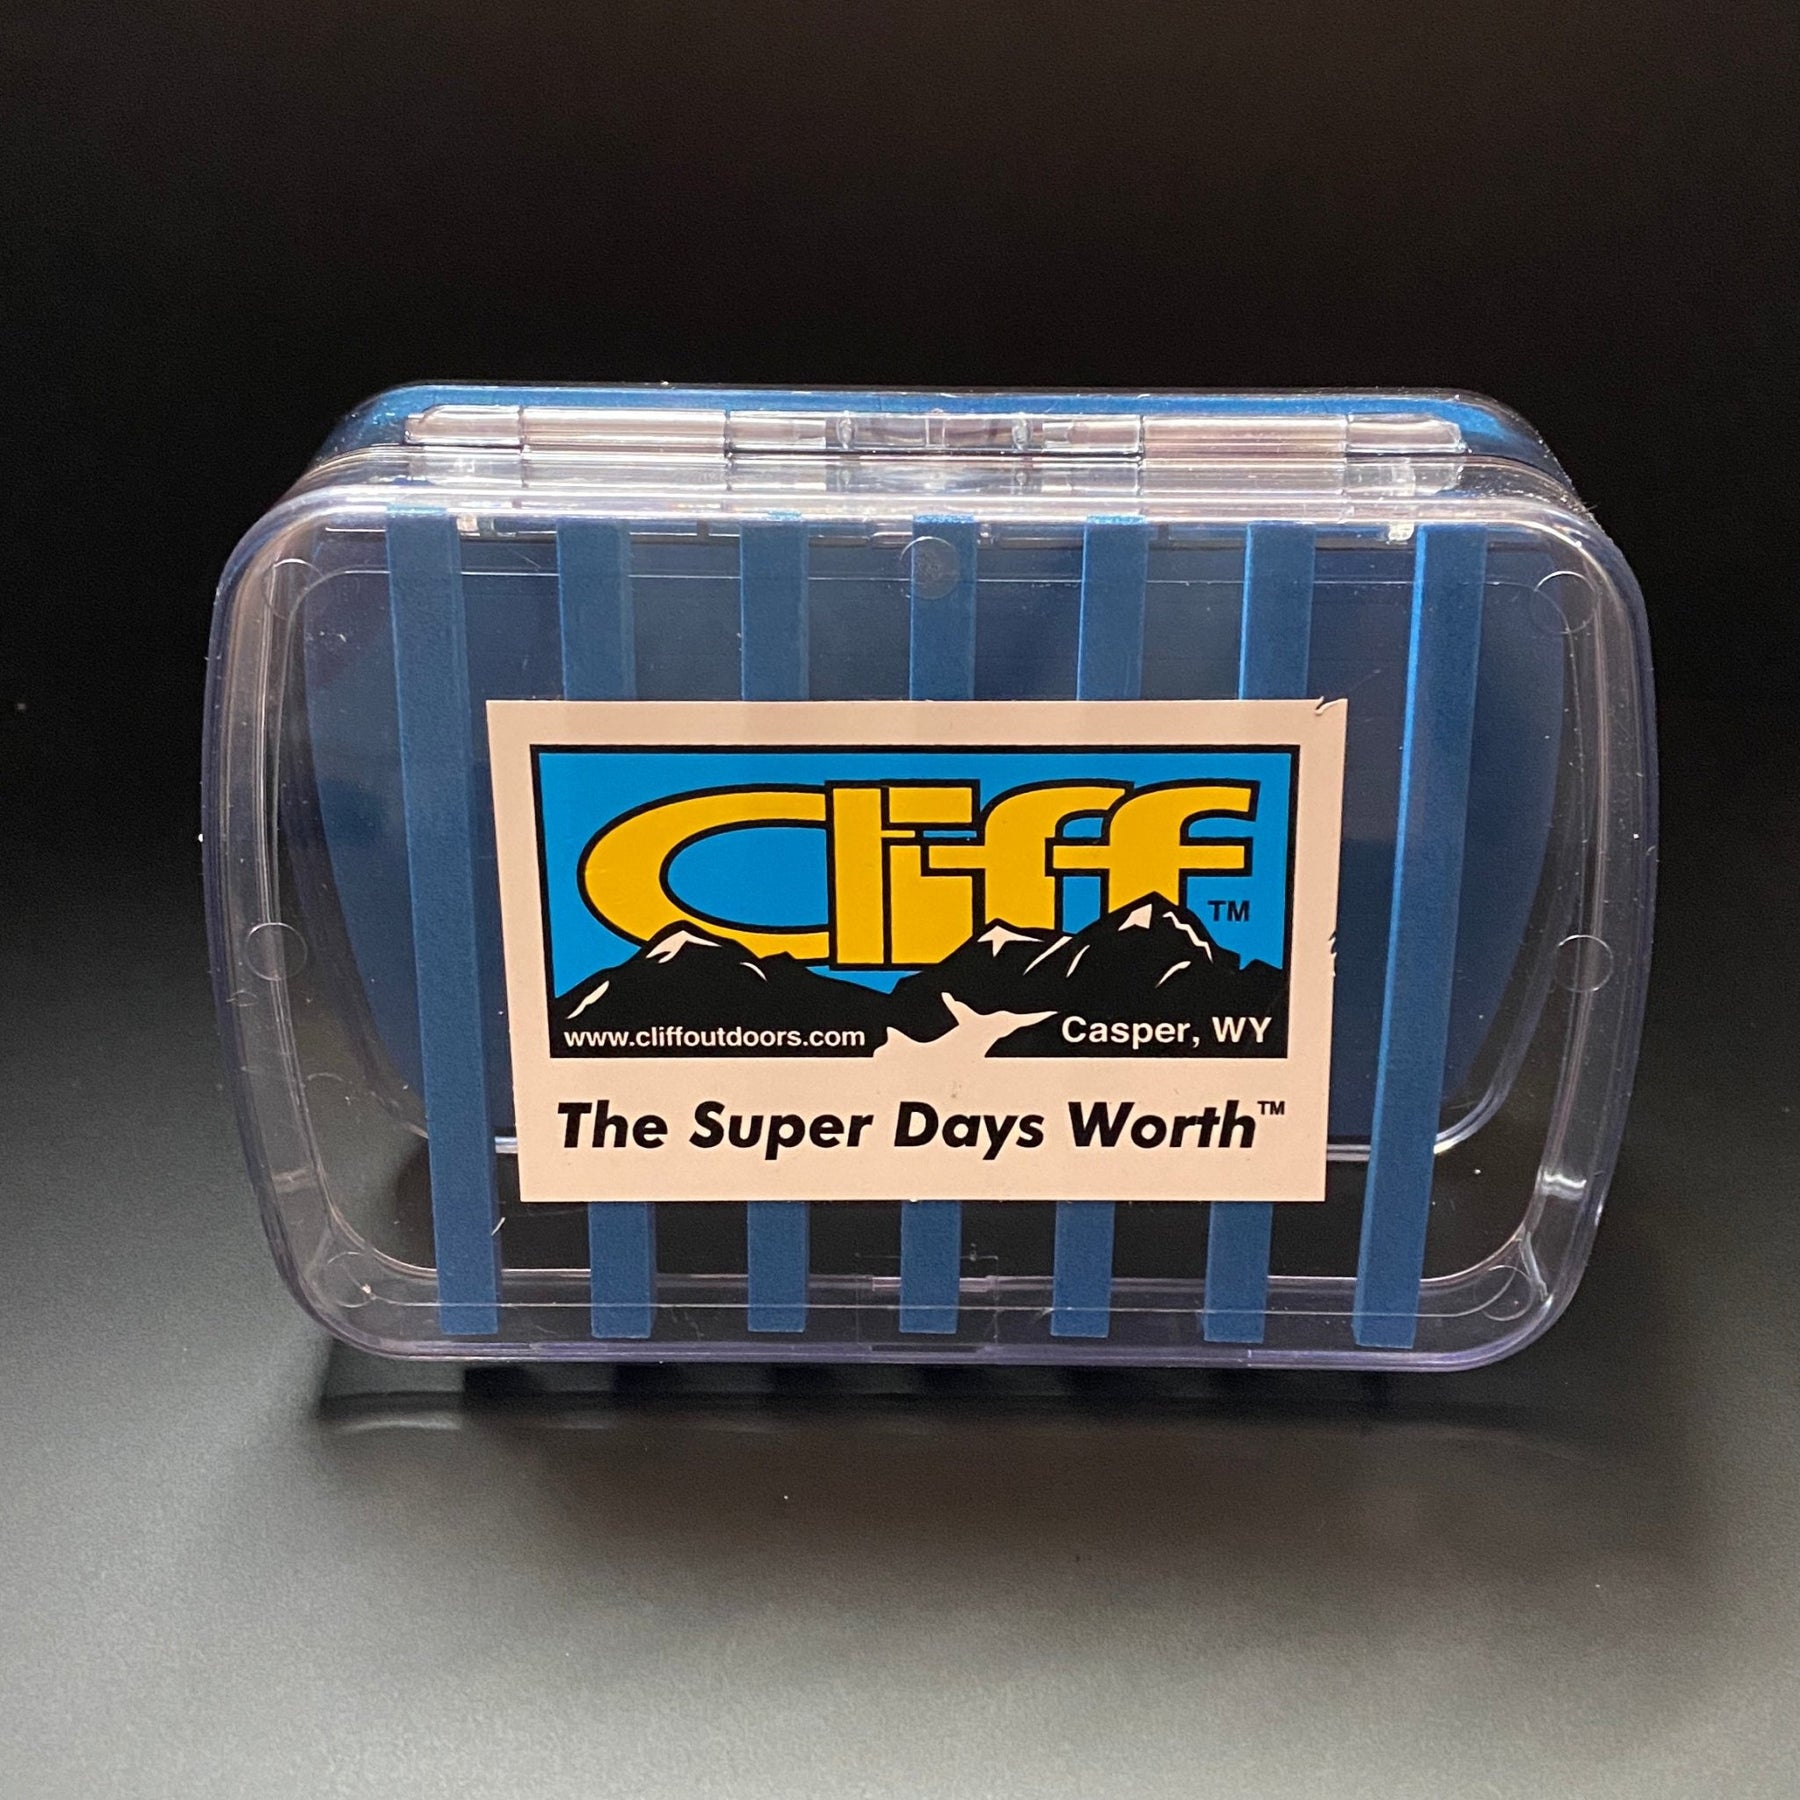 Cliff™
www.cliffoutdoors.com
Casper, WY
The Super Days Worth™